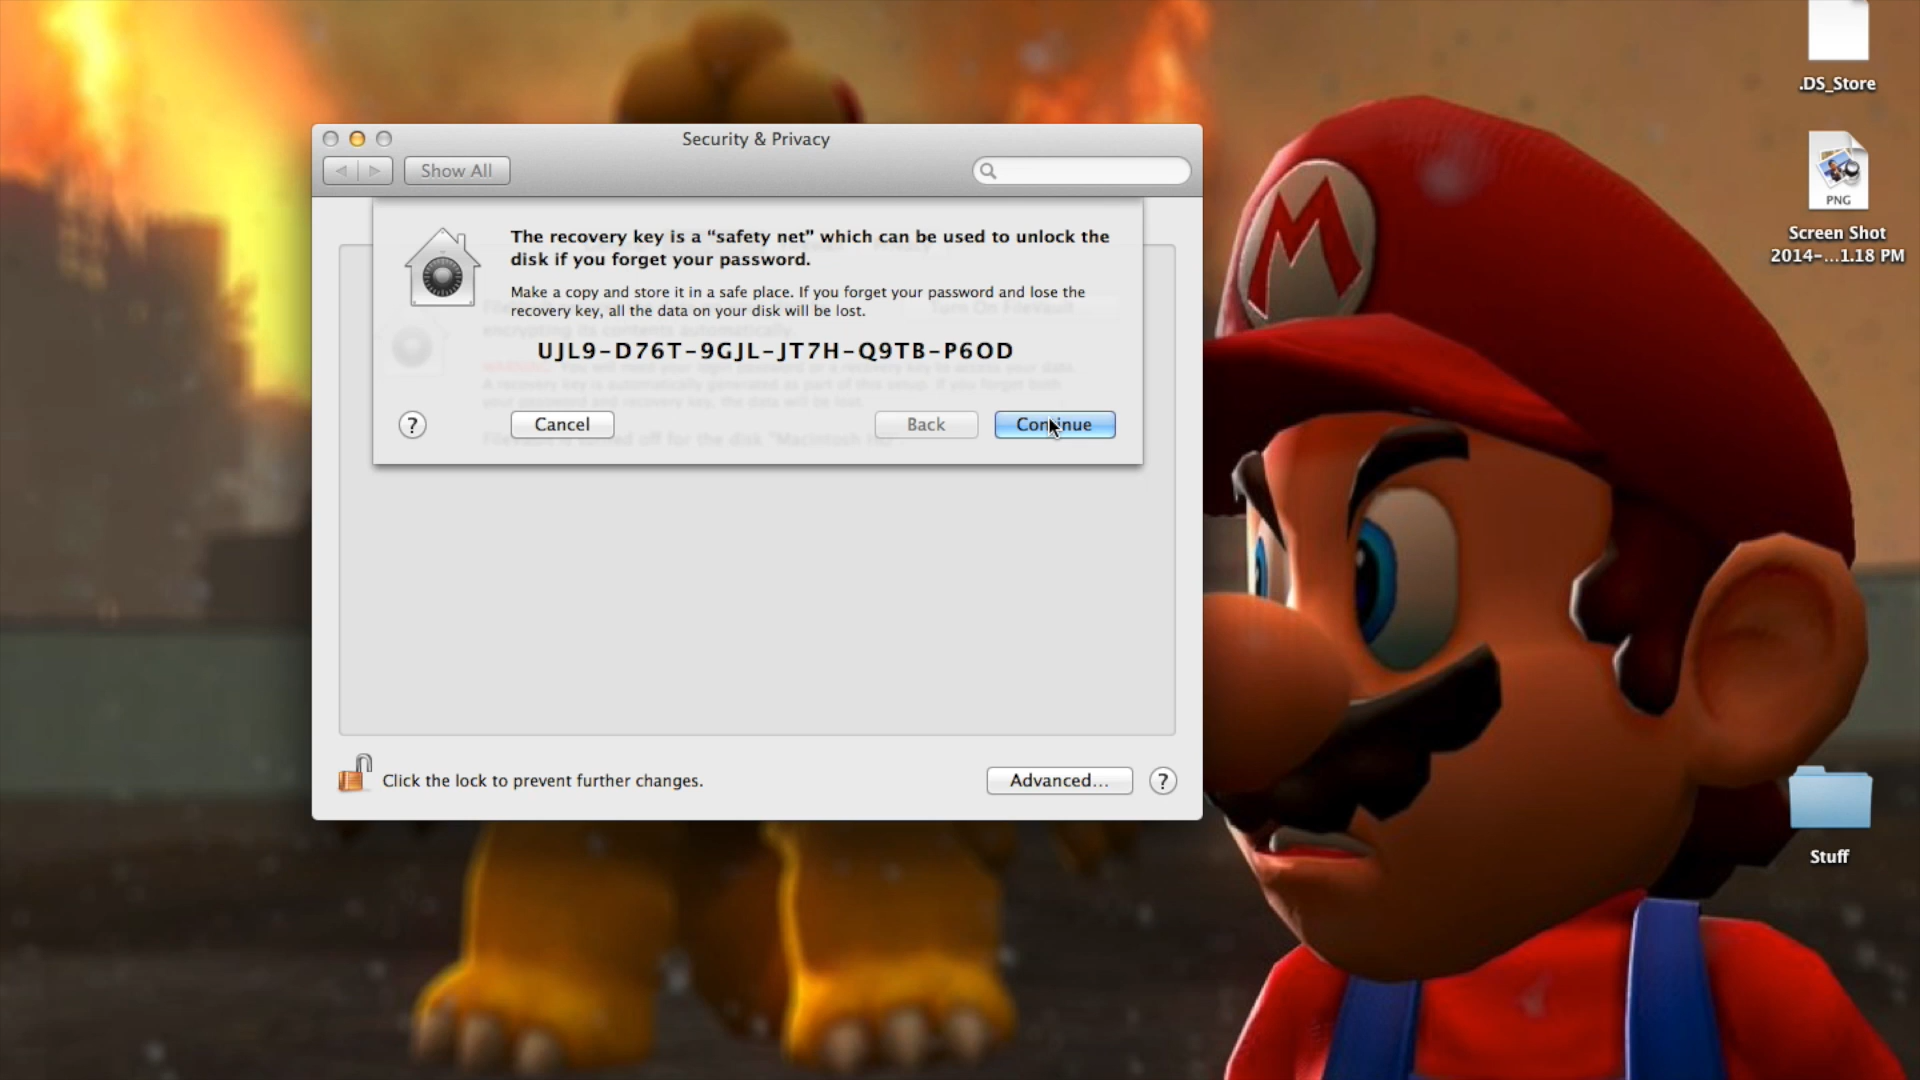 Security & Privacy
Show All
The recovery key is a “safety net” which can be used to unlock the
disk if you forget your password.
Make a copy and store it in a safe place. If you forget your password and lose the
recovery key, all the data on your disk will be lost.
UJL9-D76T-9GJL-JT7H-Q9TB-P6OD
?
Cancel
Back
Continue
Click the lock to prevent further changes.
Advanced...
?
.DS_Store
PNG
Screen Shot
2014-...1.18 PM
Stuff
M